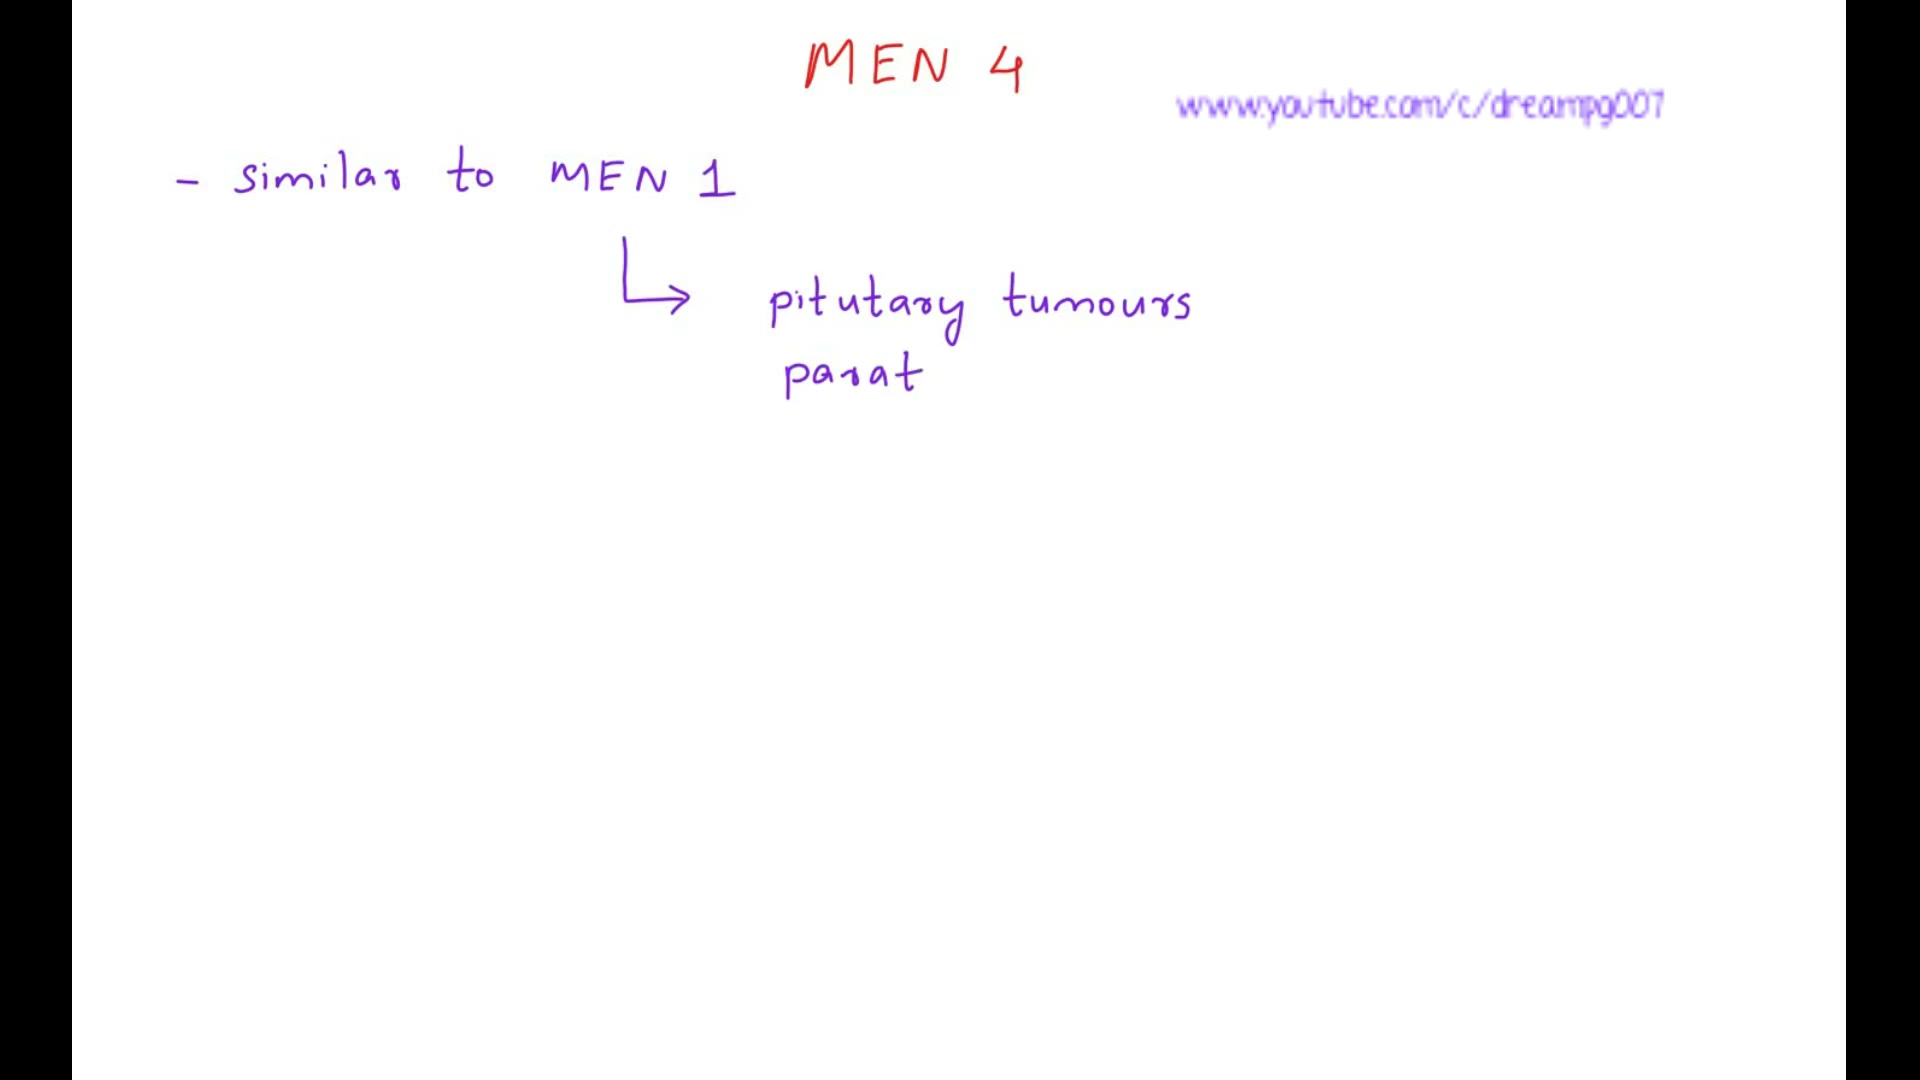 MEN 4
www.youtube.com/c/dreampg007
- similar to MEN 1
pitutary tumours
parat